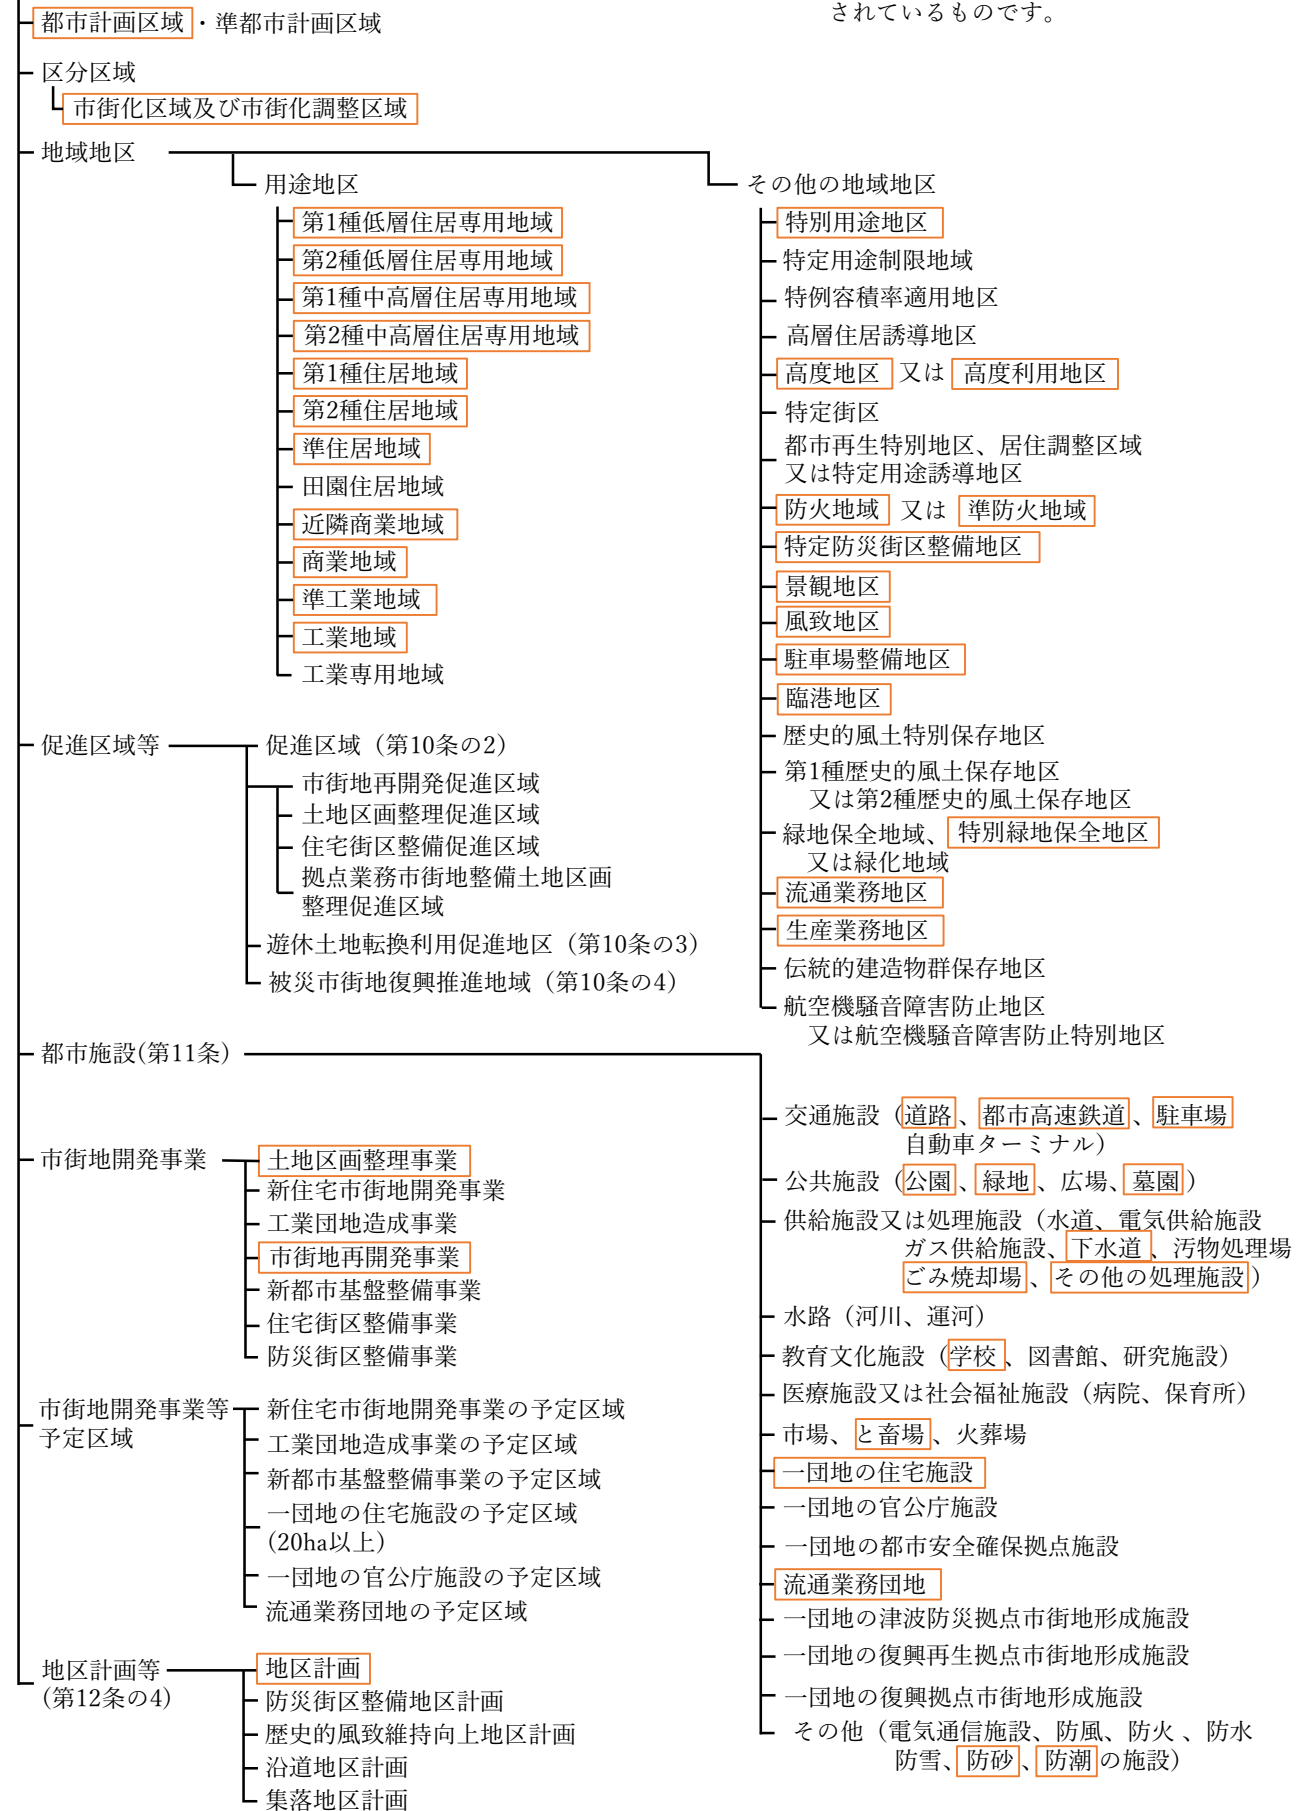 されているものです。
都市計画区域・準都市計画区域
区分区域
市街化区域及び市街化調整区域
地域地区
用途地区
第1種低層住居専用地域
第2種低層住居専用地域
第1種中高層住居専用地域
第2種中高層住居専用地域
第1種住居地域
第2種住居地域
準住居地域
田園住居地域
近隣商業地域
商業地域
準工業地域
工業地域
工業専用地域
その他の地域地区
特別用途地区
特定用途制限地域
特例容積率適用地区
高層住居誘導地区
高度地区 又は 高度利用地区
特定街区
都市再生特別地区、居住調整区域
又は特定用途誘導地区
防火地域 又は 準防火地域
特定防災街区整備地区
景観地区
風致地区
駐車場整備地区
臨港地区
歴史的風土特別保存地区
第1種歴史的風土保存地区
又は第2種歴史的風土保存地区
緑地保全地域、特別緑地保全地区
又は緑化地域
流通業務地区
生産業務地区
伝統的建造物群保存地区
航空機騒音障害防止地区
又は航空機騒音障害防止特別地区
促進区域等
促進区域（第10条の2）
市街地再開発促進区域
土地区画整理促進区域
住宅街区整備促進区域
拠点業務市街地整備土地区画
整理促進区域
遊休土地転換利用促進地区（第10条の3）
被災市街地復興推進地域（第10条の4）
都市施設(第11条）
交通施設（道路、都市高速鉄道、駐車場
自動車ターミナル）
公共施設（公園、緑地、広場、墓園）
供給施設又は処理施設（水道、電気供給施設
ガス供給施設、下水道、汚物処理場
ごみ焼却場、その他の処理施設）
水路（河川、運河）
教育文化施設（学校、図書館、研究施設）
医療施設又は社会福祉施設（病院、保育所）
市場、と畜場、火葬場
一団地の住宅施設
一団地の官公庁施設
一団地の都市安全確保拠点施設
流通業務団地
一団地の津波防災拠点市街地形成施設
一団地の復興再生拠点市街地形成施設
一団地の復興拠点市街地形成施設
その他（電気通信施設、防風、防火 、防水
防雪、防砂、防潮の施設）
市街地開発事業
土地区画整理事業
新住宅市街地開発事業
工業団地造成事業
市街地再開発事業
新都市基盤整備事業
住宅街区整備事業
防災街区整備事業
市街地開発事業等
予定区域
新住宅市街地開発事業の予定区域
工業団地造成事業の予定区域
新都市基盤整備事業の予定区域
一団地の住宅施設の予定区域
(20ha以上）
一団地の官公庁施設の予定区域
流通業務団地の予定区域
地区計画等
(第12条の4）
地区計画
防災街区整備地区計画
歴史的風致維持向上地区計画
沿道地区計画
集落地区計画